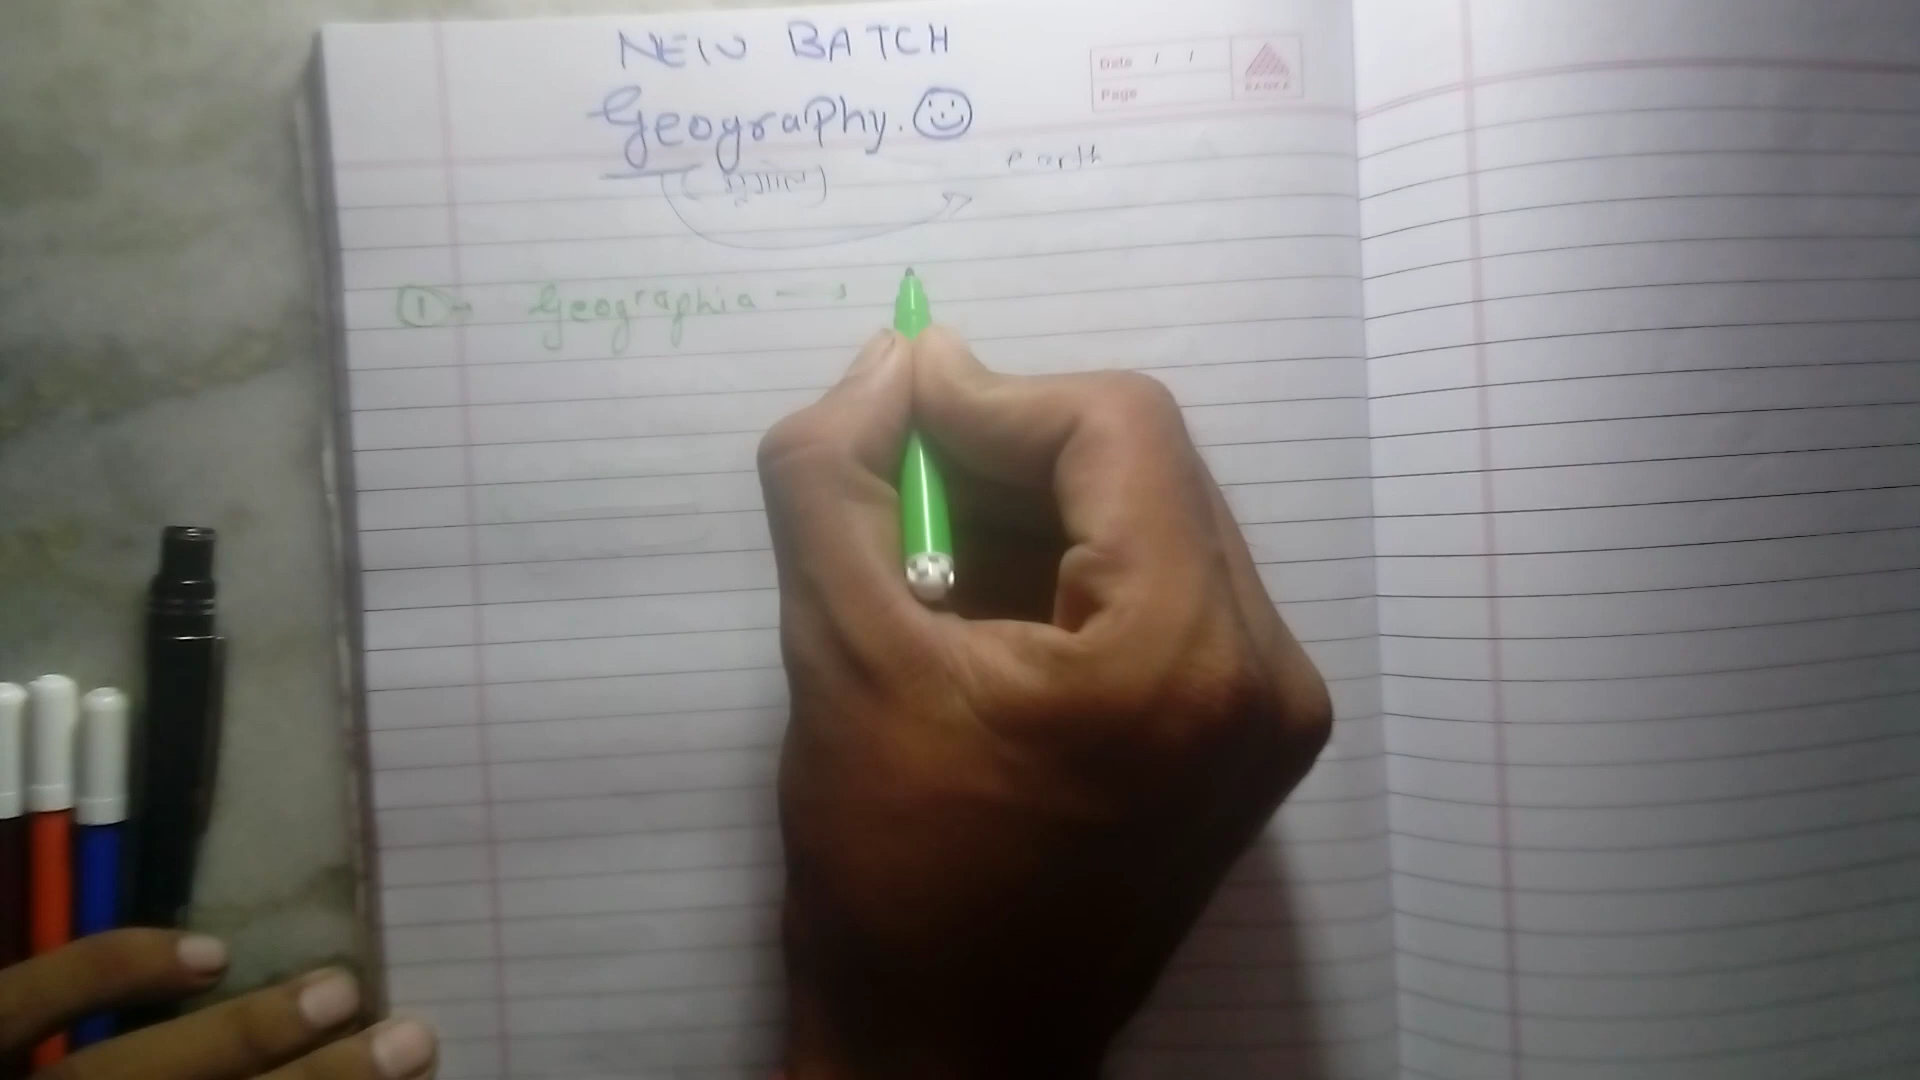 NEW BATCH
Geography. ☺
Date / /
Page
earth
① → Geographia →